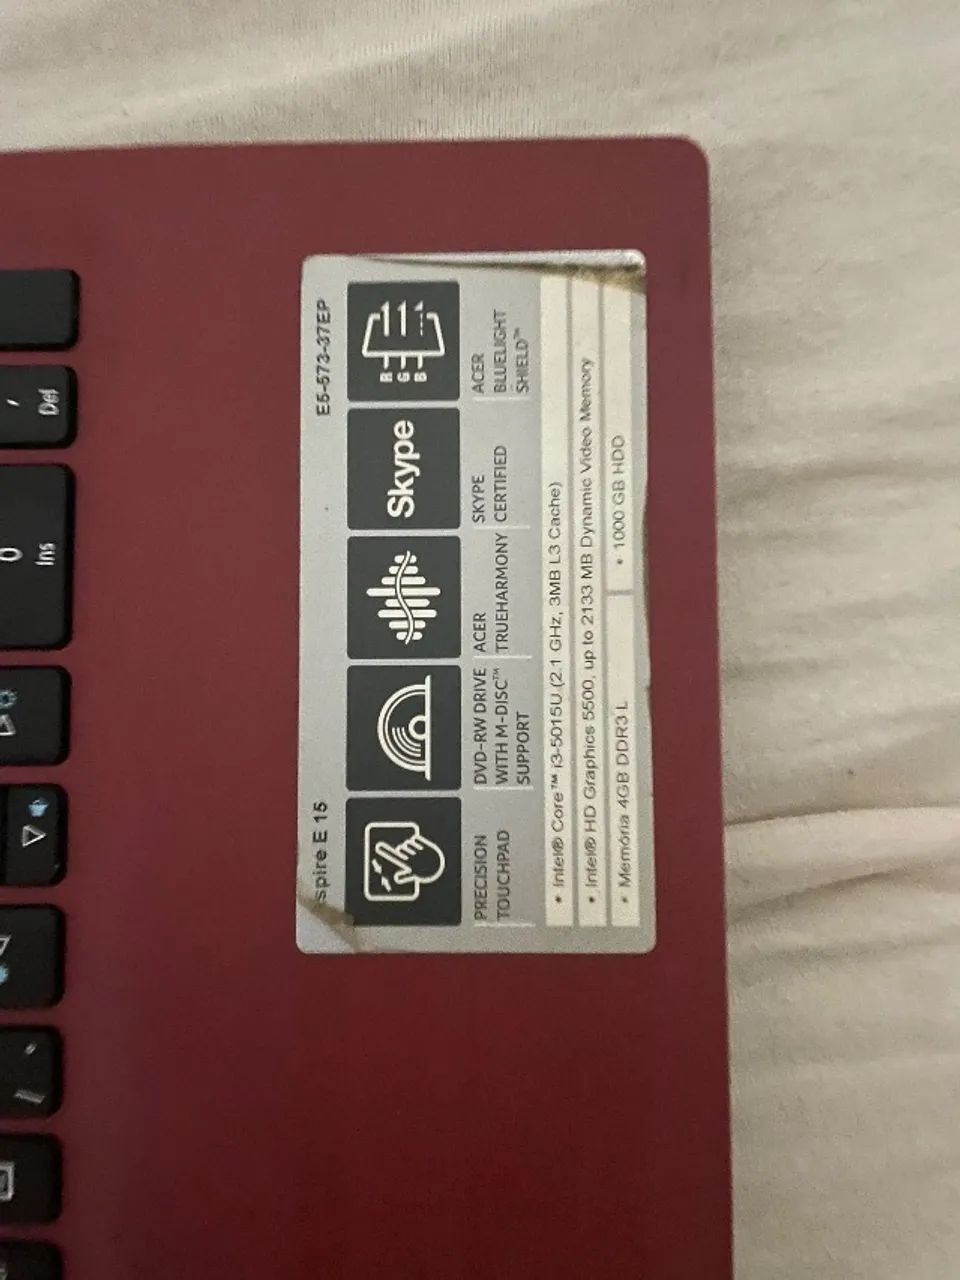 spire E 15
E5-573-37EP
R
G
B
Skype
PRECISION
TOUCHPAD
DVD-RW DRIVE
WITH M-DISC™
SUPPORT
ACER
TRUEHARMONY
SKYPE
CERTIFIED
ACER
BLUELIGHT
SHIELD™
• Intel® Core™ i3-5015U (2.1 GHz, 3MB L3 Cache)
• Intel® HD Graphics 5500, up to 2133 MB Dynamic Video Memory
• Memória 4GB DDR3 L
• 1000 GB HDD
,
Del
0
Ins